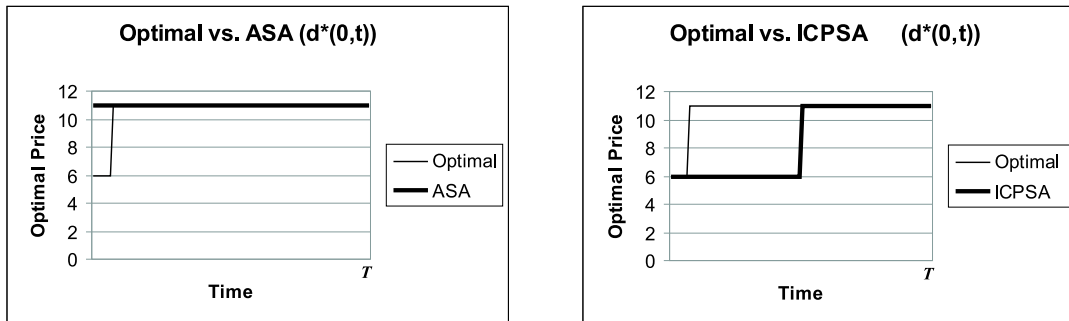 Optimal vs. ASA (d*(0,t))
12
10
8
6
4
2
0
Optimal Price
Time
T
Optimal
ASA
Optimal vs. ICPSA (d*(0,t))
12
10
8
6
4
2
0
Optimal Price
Time
T
Optimal
ICPSA